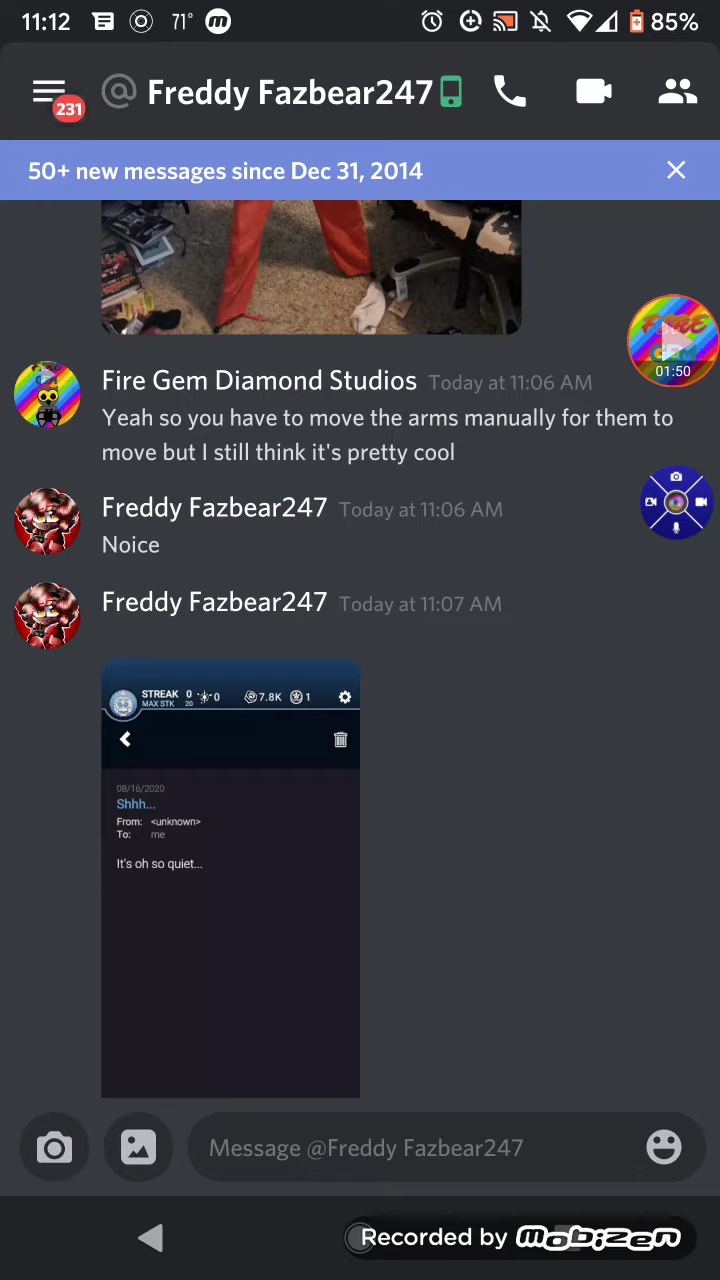 11:12 71° m 85%
231 @ Freddy Fazbear247
50+ new messages since Dec 31, 2014
FIRE
GEM
01:50
Fire Gem Diamond Studios Today at 11:06 AM
Yeah so you have to move the arms manually for them to
move but I still think it's pretty cool
Freddy Fazbear247 Today at 11:06 AM
Noice
Freddy Fazbear247 Today at 11:07 AM
STREAK 0 0 7.8K 1
MAX STK 20
08/16/2020
Shhh...
From: <unknown>
To: me
It's oh so quiet...
Message @Freddy Fazbear247
Recorded by mobizen